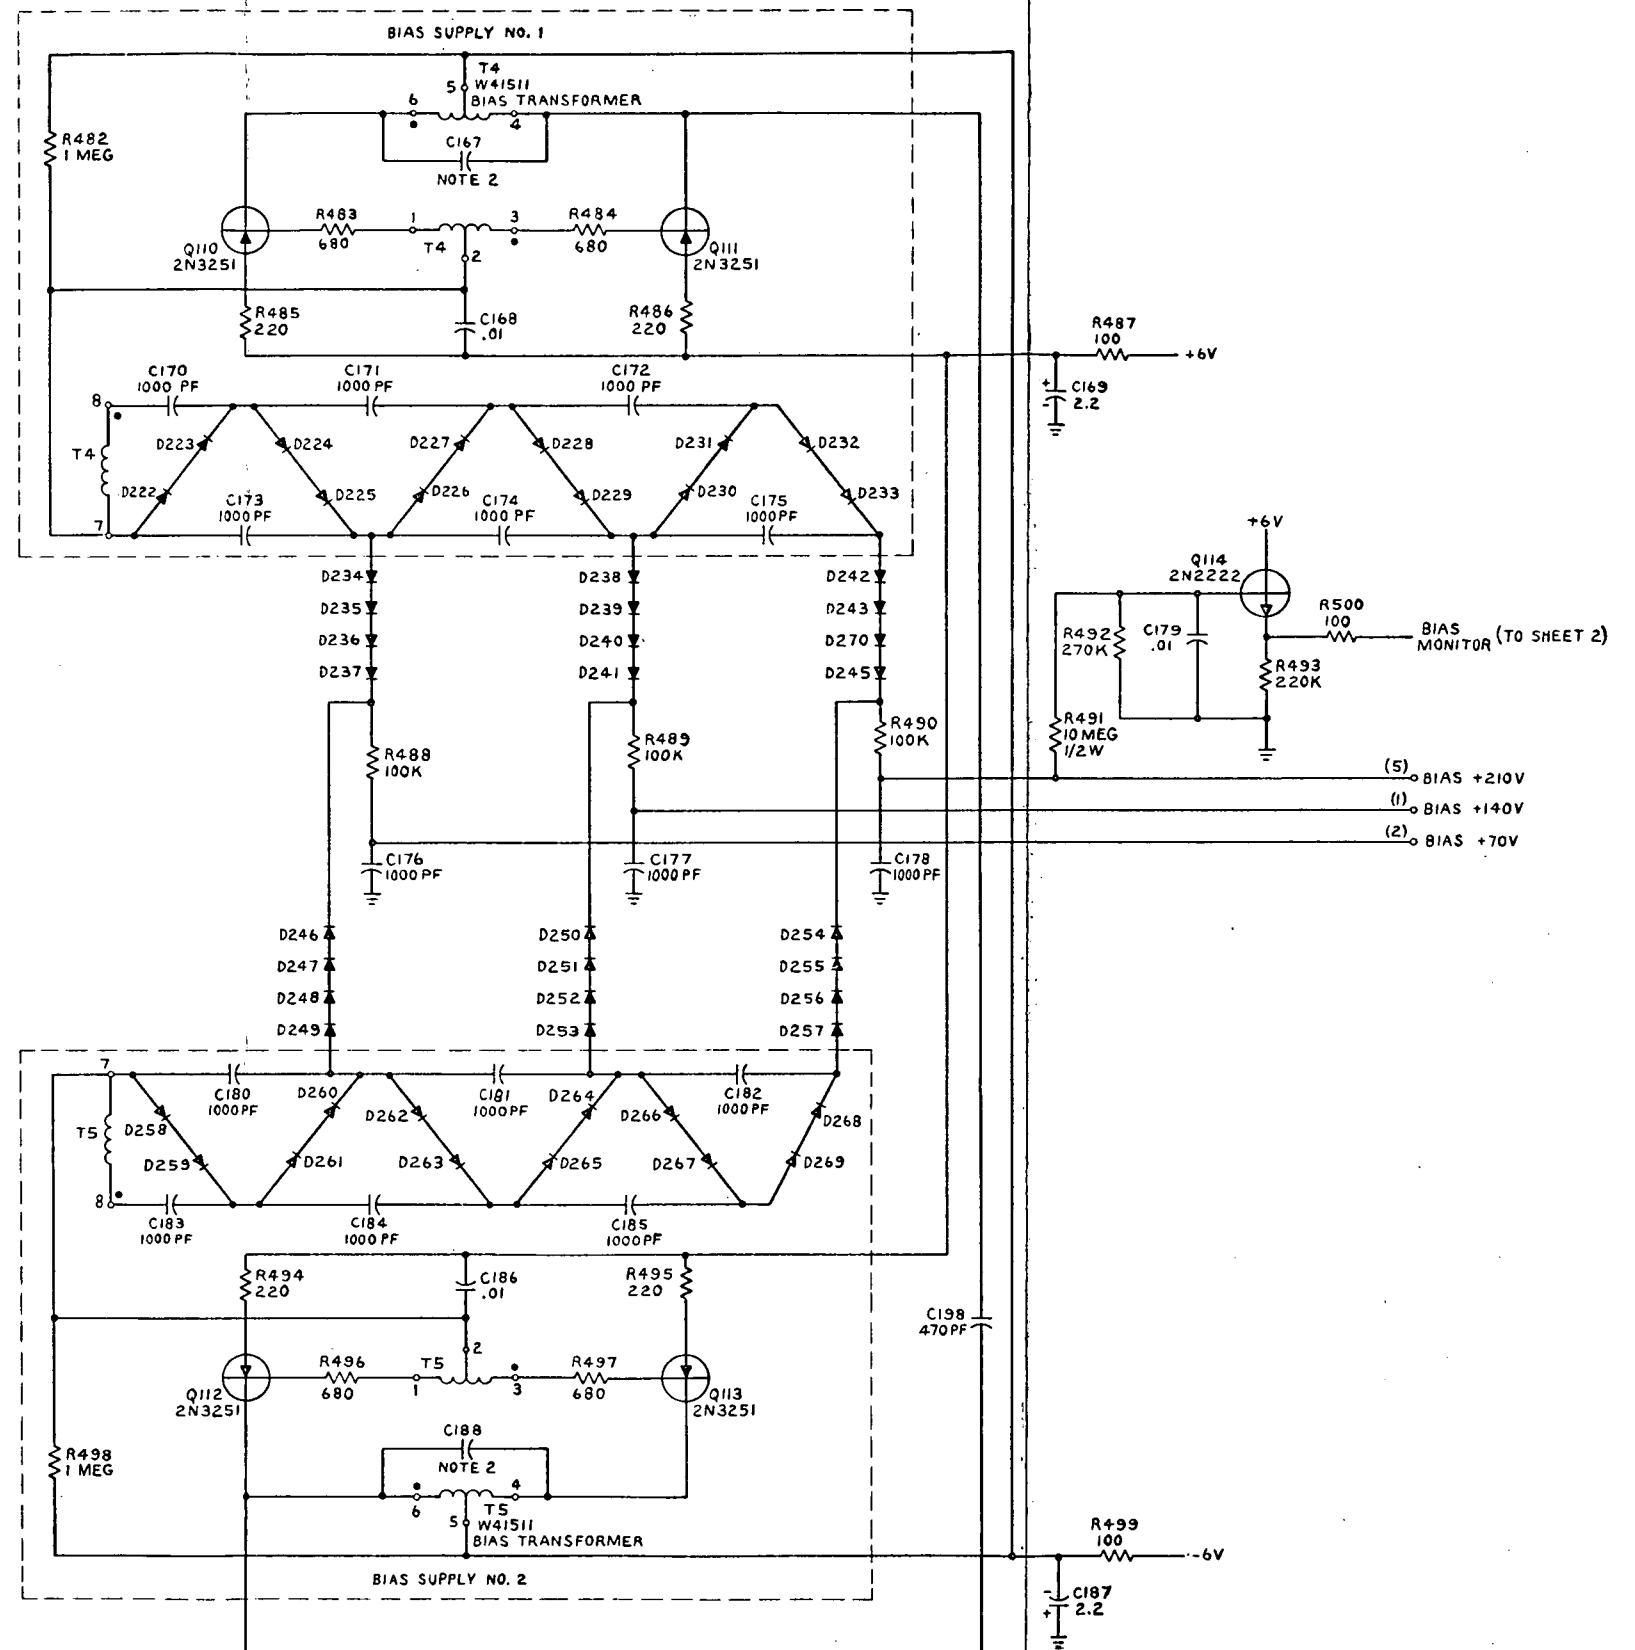 BIAS SUPPLY NO. 1
T4
W41511
BIAS TRANSFORMER
5
6
4
C167
NOTE 2
R482
1 MEG
R483
680
1
T4
3
2
R484
680
Q110
2N3251
Q111
2N3251
R485
220
C168
.01
R486
220
R487
100
+6V
+
-
C169
2.2
C170
1000 PF
C171
1000 PF
C172
1000 PF
8
T4
7
D223
D224
D227
D228
D231
D232
D222
D225
D226
D229
D230
D233
C173
1000 PF
C174
1000 PF
C175
1000 PF
D234
D238
D242
D235
D239
D243
D236
D240
D270
D237
D241
D245
+6V
Q114
2N2222
R492
270K
C179
.01
R500
100
BIAS
MONITOR (TO SHEET 2)
R493
220K
R491
10 MEG
1/2W
R488
100K
R489
100K
R490
100K
(5)
BIAS +210V
(1)
BIAS +140V
(2)
BIAS +70V
C176
1000 PF
C177
1000 PF
C178
1000 PF
D246
D250
D254
D247
D251
D255
D248
D252
D256
D249
D253
D257
7
T5
8
C180
1000 PF
C181
1000 PF
C182
1000 PF
D260
D264
D258
D262
D266
D268
D259
D261
D263
D265
D267
D269
C183
1000 PF
C184
1000 PF
C185
1000 PF
R494
220
C186
.01
R495
220
C198
470 PF
2
R496
680
T5
1
3
R497
680
Q112
2N3251
Q113
2N3251
C188
NOTE 2
R498
1 MEG
6
4
T5
5
W41511
BIAS TRANSFORMER
R499
100
-6V
-
+
C187
2.2
BIAS SUPPLY NO. 2